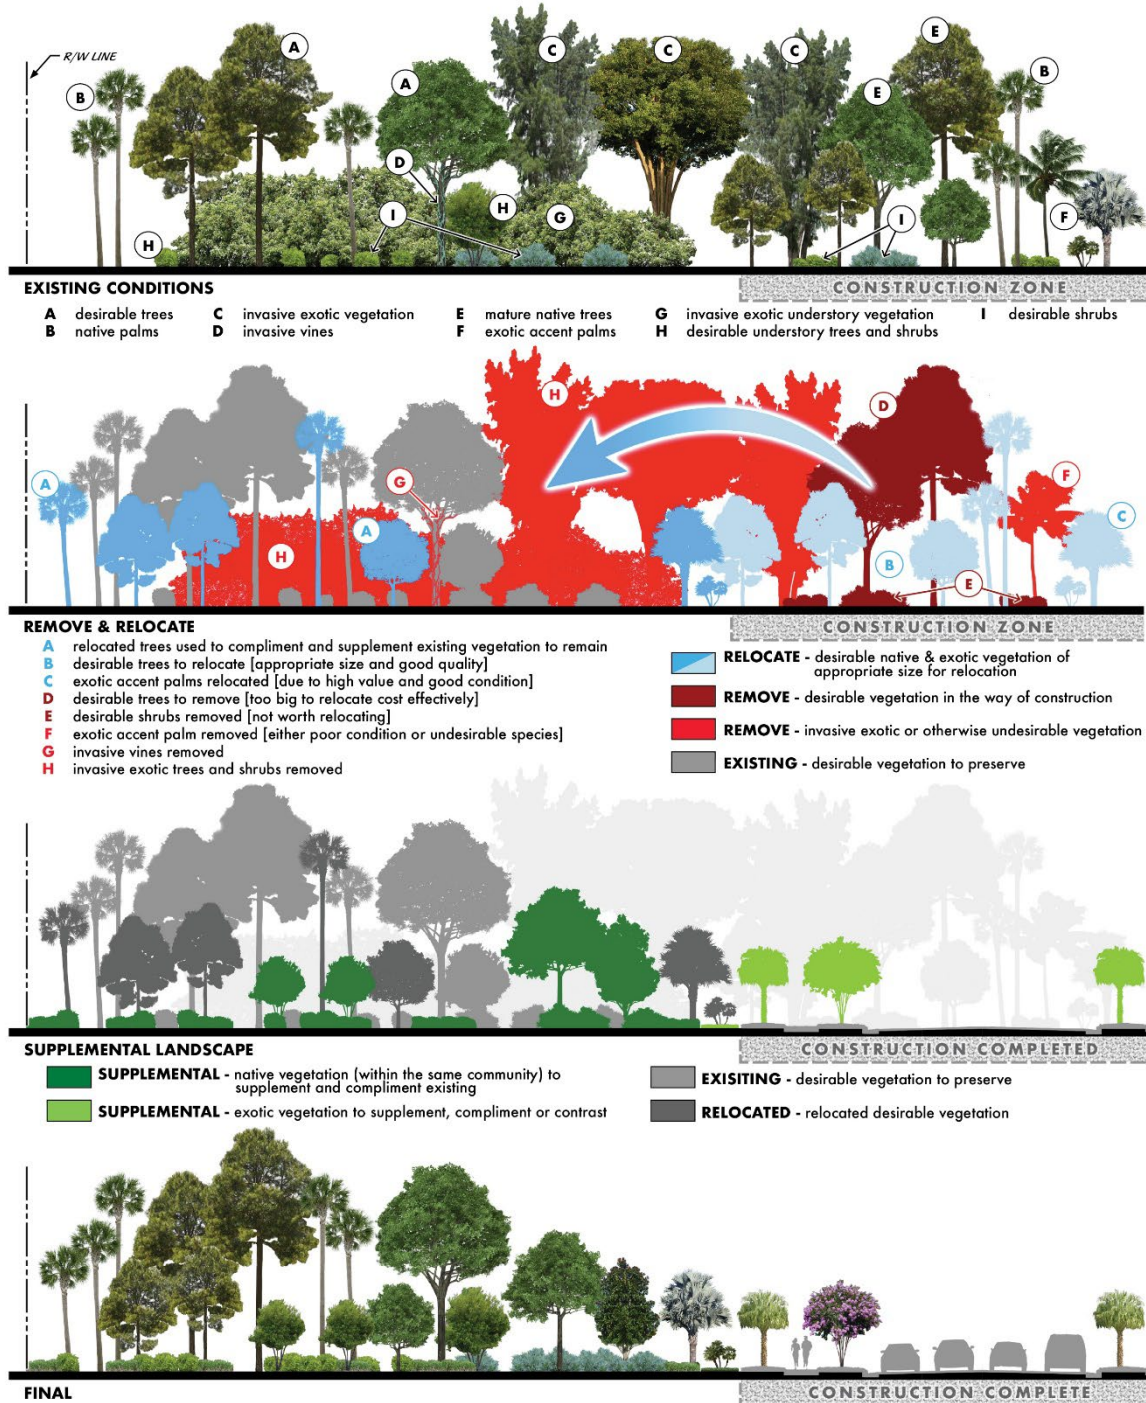 R/W LINE
A
C
C
C
E
B
B
A
E
D
H
I
G
I
F
H
EXISTING CONDITIONS
CONSTRUCTION ZONE
A desirable trees
C invasive exotic vegetation
E mature native trees
G invasive exotic understory vegetation
I desirable shrubs
B native palms
D invasive vines
F exotic accent palms
H desirable understory trees and shrubs
H
D
A
G
F
C
A
H
B
E
REMOVE & RELOCATE
CONSTRUCTION ZONE
A relocated trees used to compliment and supplement existing vegetation to remain
B desirable trees to relocate [appropriate size and good quality]
C exotic accent palms relocated [due to high value and good condition]
D desirable trees to remove [too big to relocate cost effectively]
E desirable shrubs removed [not worth relocating]
F exotic accent palm removed [either poor condition or undesirable species]
G invasive vines removed
H invasive exotic trees and shrubs removed
RELOCATE - desirable native & exotic vegetation of
appropriate size for relocation
REMOVE - desirable vegetation in the way of construction
REMOVE - invasive exotic or otherwise undesirable vegetation
EXISTING - desirable vegetation to preserve
SUPPLEMENTAL LANDSCAPE
CONSTRUCTION COMPLETED
SUPPLEMENTAL - native vegetation (within the same community) to
supplement and compliment existing
SUPPLEMENTAL - exotic vegetation to supplement, compliment or contrast
EXISITING - desirable vegetation to preserve
RELOCATED - relocated desirable vegetation
FINAL
CONSTRUCTION COMPLETE